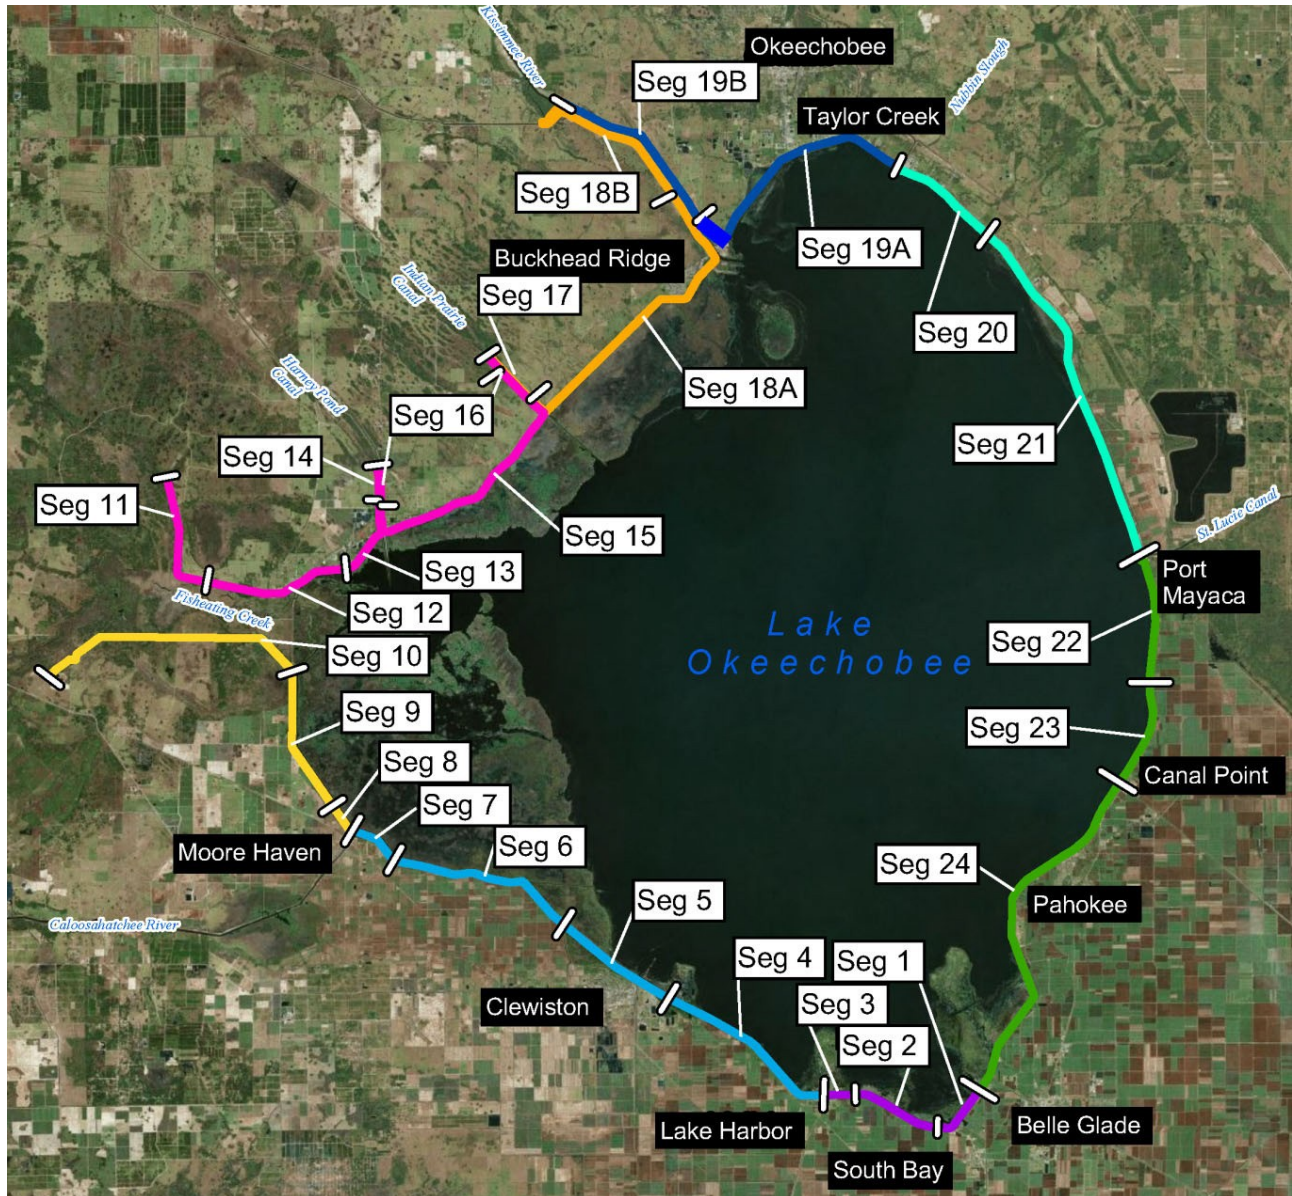 Kissimmee River
Okeechobee
Seg 19B
Nubbin Slough
Taylor Creek
Seg 18B
Seg 19A
Buckhead Ridge
Indian Prairie
Canal
Seg 17
Seg 20
Harney Pond
Canal
Seg 18A
Seg 16
Seg 14
Seg 21
Seg 11
St. Lucie Canal
Seg 15
Seg 13
Port
Mayaca
Fisheating Creek
Seg 12
Lake
Okeechobee
Seg 22
Seg 10
Seg 9
Seg 23
Seg 8
Canal Point
Seg 7
Moore Haven
Seg 6
Seg 24
Seg 5
Pahokee
Caloosahatchee River
Seg 4
Seg 1
Clewiston
Seg 3
Seg 2
Lake Harbor
Belle Glade
South Bay